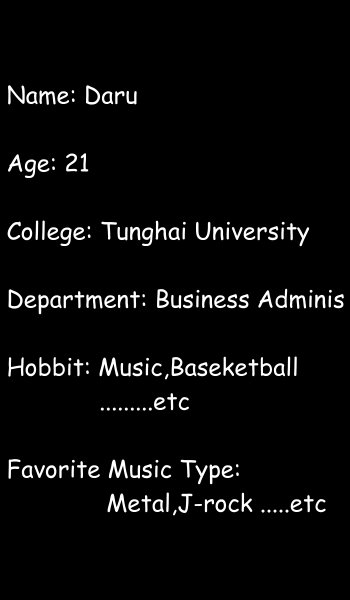 Name: Daru
Age: 21
College: Tunghai University
Department: Business Adminis
Hobbit: Music,Baseketball
.........etc
Favorite Music Type:
Metal,J-rock .....etc